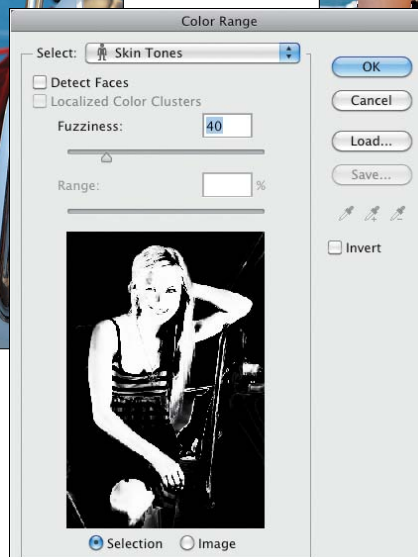 Color Range
Select: Skin Tones
OK
Detect Faces
Localized Color Clusters
Cancel
Fuzziness: 40
Load...
Range: %
Save...
Invert
Selection Image